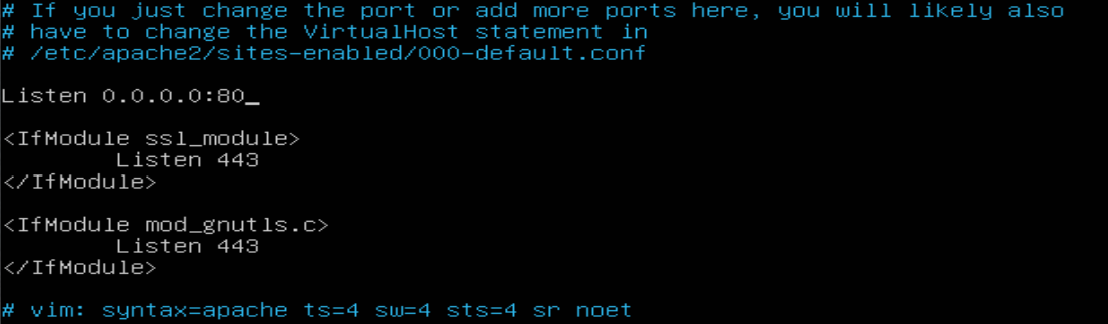 # If you just change the port or add more ports here, you will likely also
# have to change the VirtualHost statement in
# /etc/apache2/sites-enabled/000-default.conf
Listen 0.0.0.0:80_
<IfModule ssl_module>
Listen 443
</IfModule>
<IfModule mod_gnutls.c>
Listen 443
</IfModule>
# vim: syntax=apache ts=4 sw=4 sts=4 sr noet